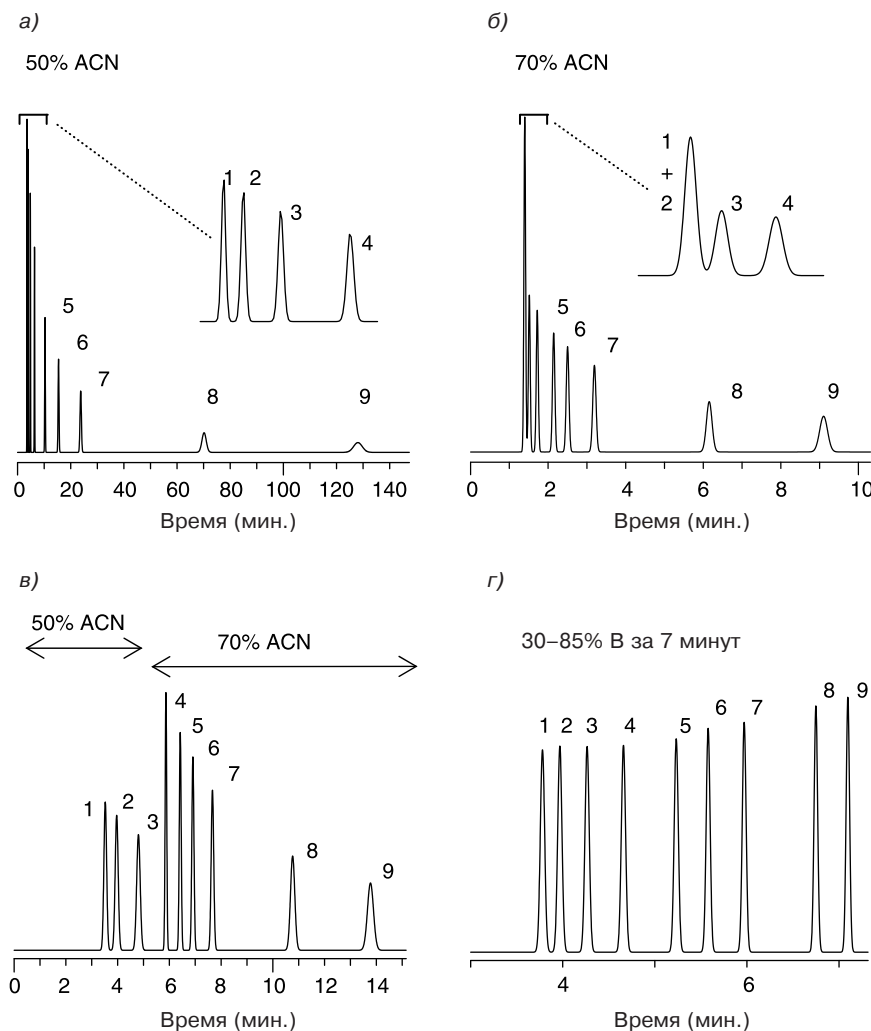 а)
50% ACN
1 2
3
4
5
6
7
8
9
0 20 40 60 80 100 120 140
Время (мин.)
б)
70% ACN
1
+
2
3
4
5
6
7
8
9
0 2 4 6 8 10
Время (мин.)
в)
50% ACN
70% ACN
1
2
3
4
5
6
7
8
9
0 2 4 6 8 10 12 14
Время (мин.)
г)
30–85% В за 7 минут
1 2 3 4 5 6 7 8 9
4 6
Время (мин.)